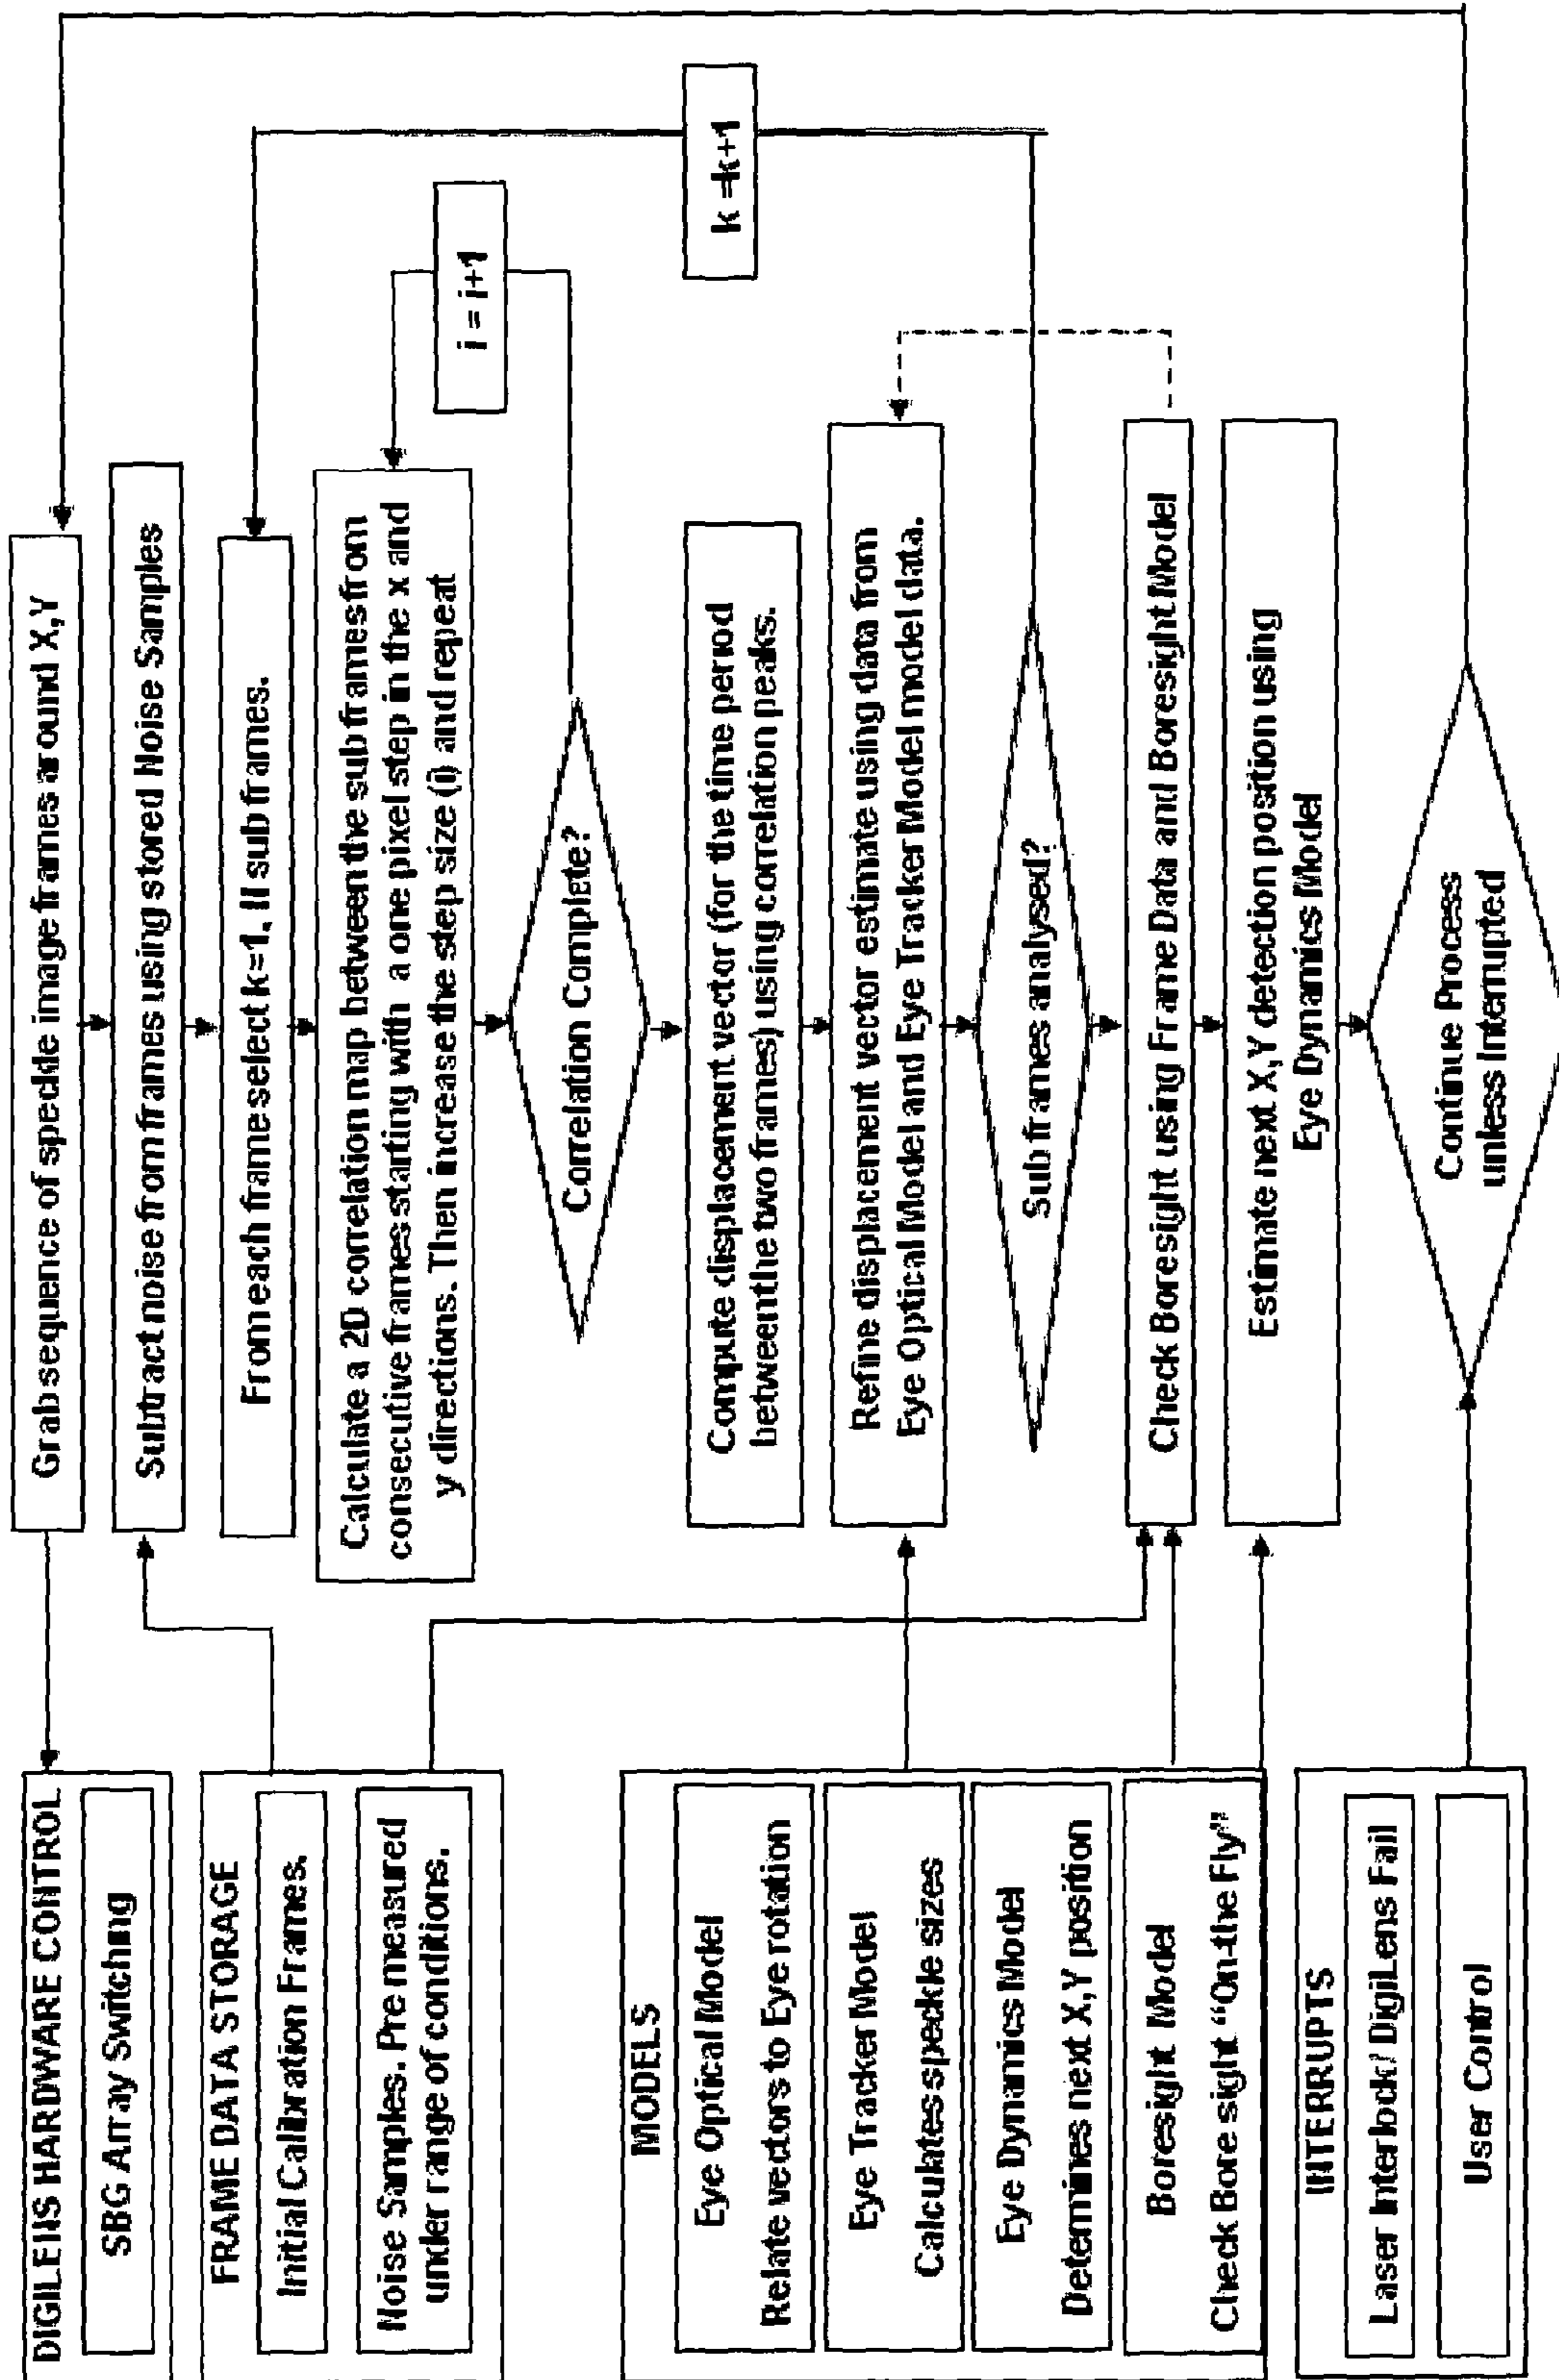 DIGILENS HARDWARE CONTROL
SBG Array Switching
FRAME DATA STORAGE
Initial Calibration Frames.
Noise Samples. Pre measured
under range of conditions.
MODELS
Eye Optical Model
Relate vectors to Eye rotation
Eye Tracker Model
Calculates speckle sizes
Eye Dynamics Model
Determines next X,Y position
Boresight Model
Check Bore sight “On-the Fly”
INTERRUPTS
Laser Interlock/ DigiLens Fail
User Control
Grab sequence of speckle image frames around X,Y
Subtract noise from frames using stored Noise Samples
From each frame select k=1, N sub frames.
Calculate a 2D correlation map between the sub frames from
consecutive frames starting with a one pixel step in the x and
y directions. Then increase the step size (i) and repeat
i = i+1
Correlation Complete?
k =k+1
Compute displacement vector (for the time period
between the two frames) using correlation peaks.
Refine displacement vector estimate using data from
Eye Optical Model and Eye Tracker Model model data.
Sub frames analysed?
Check Boresight using Frame Data and Boresight Model
Estimate next X,Y detection position using
Eye Dynamics Model
Continue Process
unless Interrupted